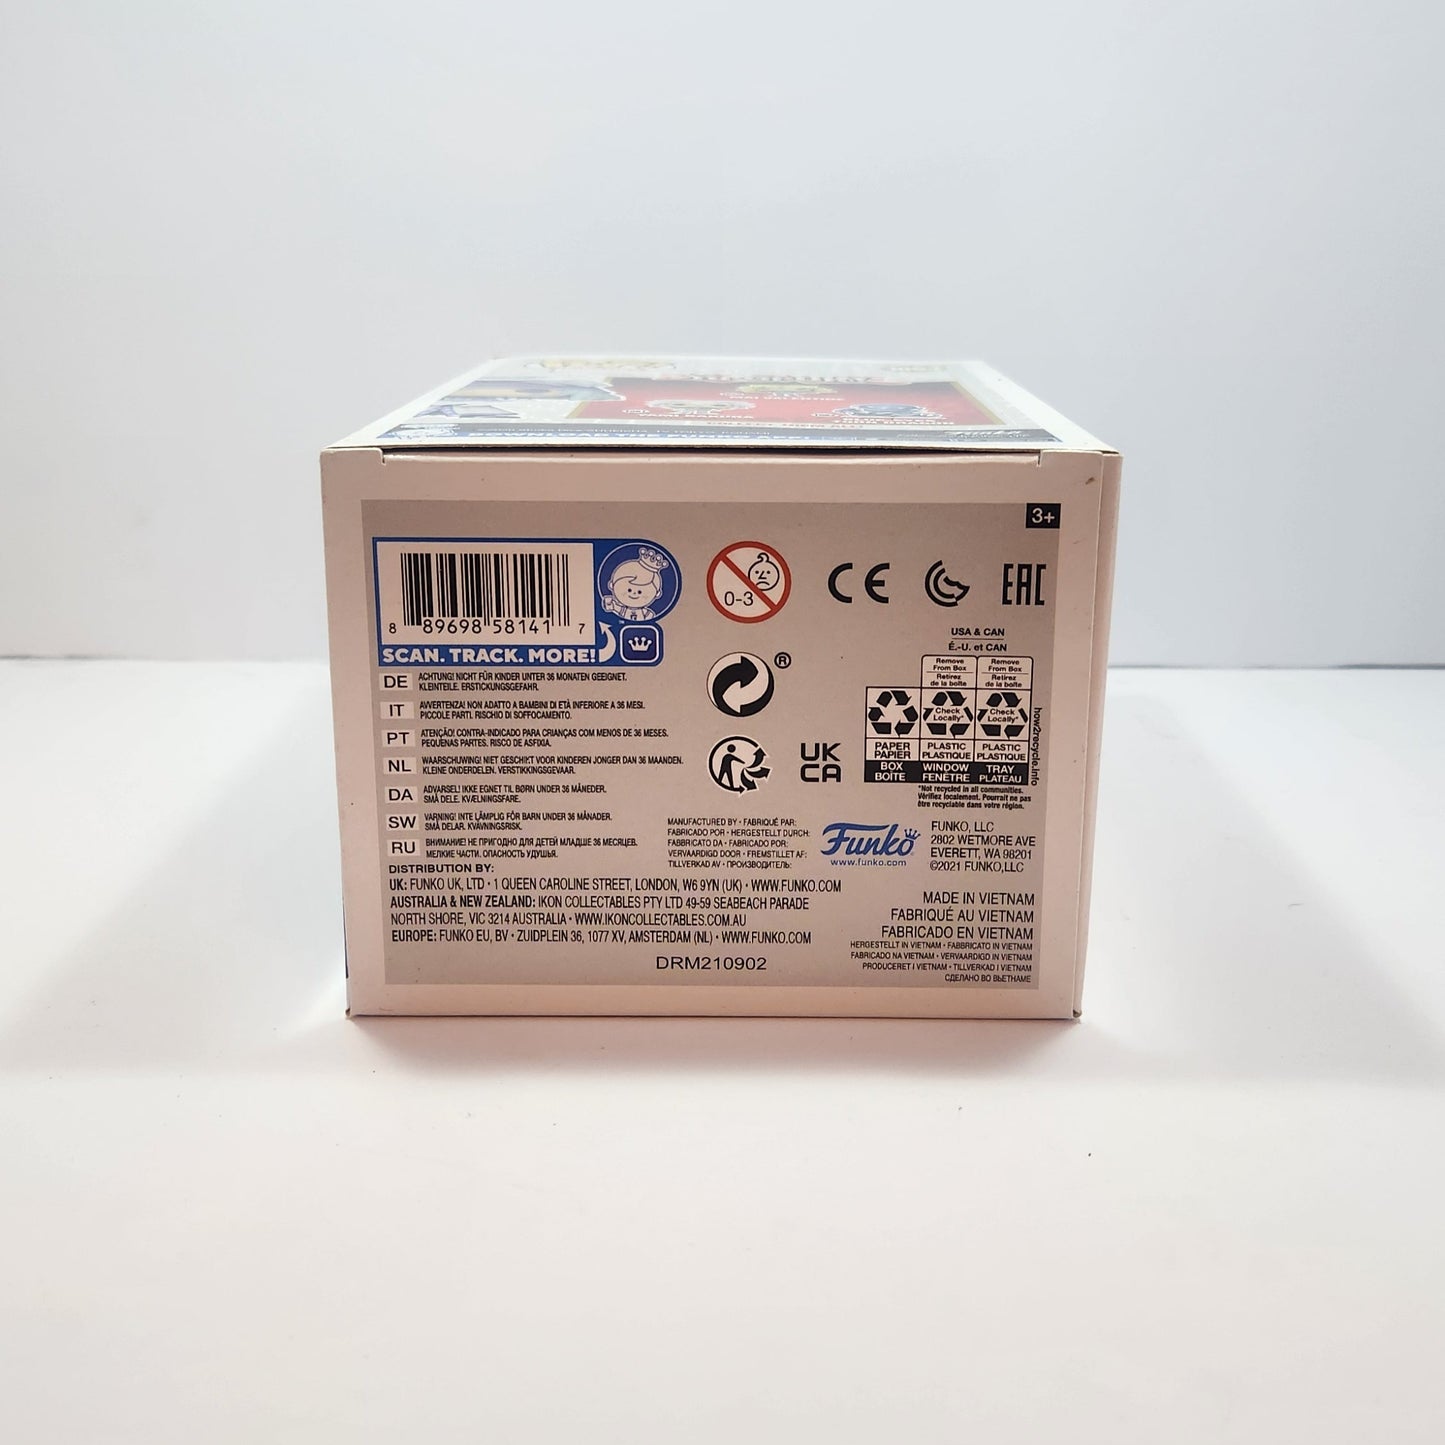 MAI VALENTINE
YAMI BAKURA
TOON DRAGON
COLLECT THEM ALL!
DOWNLOAD THE FUNKO APP!
3+
8 89698 58141 7
SCAN. TRACK. MORE!
0-3
CE
EAC
USA & CAN
É.-U. et CAN
Remove From Box
Retirez de la boîte
Remove From Box
Retirez de la boîte
Check Locally*
Check Locally*
PAPER PAPIER
PLASTIC PLASTIQUE
PLASTIC PLASTIQUE
BOX BOÎTE
WINDOW FENÊTRE
TRAY PLATEAU
how2recycle.info
*Not recycled in all communities.
Vérifiez localement. Pourrait ne pas
être recyclable dans votre région.
®
UK
CA
DE ACHTUNG! NICHT FÜR KINDER UNTER 36 MONATEN GEEIGNET.
KLEINTEILE. ERSTICKUNGSGEFAHR.
IT AVVERTENZA! NON ADATTO A BAMBINI DI ETÀ INFERIORE A 36 MESI.
PICCOLE PARTI. RISCHIO DI SOFFOCAMENTO.
PT ATENÇÃO! CONTRA-INDICADO PARA CRIANÇAS COM MENOS DE 36 MESES.
PEQUENAS PARTES. RISCO DE ASFIXIA.
NL WAARSCHUWING! NIET GESCHIKT VOOR KINDEREN JONGER DAN 36 MAANDEN.
KLEINE ONDERDELEN. VERSTIKKINGSGEVAAR.
DA ADVARSEL! IKKE EGNET TIL BØRN UNDER 36 MÅNEDER.
SMÅ DELE. KVÆLNINGSFARE.
SW VARNING! INTE LÄMPLIG FÖR BARN UNDER 36 MÅNADER.
SMÅ DELAR. KVÄVNINGSRISK.
RU ВНИМАНИЕ! НЕ ПРИГОДНО ДЛЯ ДЕТЕЙ МЛАДШЕ 36 МЕСЯЦЕВ.
МЕЛКИЕ ЧАСТИ. ОПАСНОСТЬ УДУШЬЯ.
MANUFACTURED BY • FABRIQUÉ PAR:
FABRICADO POR • HERGESTELLT DURCH:
FABBRICATO DA • FABRICADO POR:
VERVAARDIGD DOOR • FREMSTILLET AF:
TILLVERKAD AV • ПРОИЗВОДИТЕЛЬ:
Funko
www.funko.com
FUNKO, LLC
2802 WETMORE AVE
EVERETT, WA 98201
©2021 FUNKO,LLC
DISTRIBUTION BY:
UK: FUNKO UK, LTD • 1 QUEEN CAROLINE STREET, LONDON, W6 9YN (UK) • WWW.FUNKO.COM
AUSTRALIA & NEW ZEALAND: IKON COLLECTABLES PTY LTD 49-59 SEABEACH PARADE
NORTH SHORE, VIC 3214 AUSTRALIA • WWW.IKONCOLLECTABLES.COM.AU
EUROPE: FUNKO EU, BV • ZUIDPLEIN 36, 1077 XV, AMSTERDAM (NL) • WWW.FUNKO.COM
DRM210902
MADE IN VIETNAM
FABRIQUÉ AU VIETNAM
FABRICADO EN VIETNAM
HERGESTELLT IN VIETNAM • FABBRICATO IN VIETNAM
FABRICADO NA VIETNAM • VERVAARDIGD IN VIETNAM
PRODUCERET I VIETNAM • TILLVERKAD I VIETNAM
СДЕЛАНО ВО ВЬЕТНАМЕ